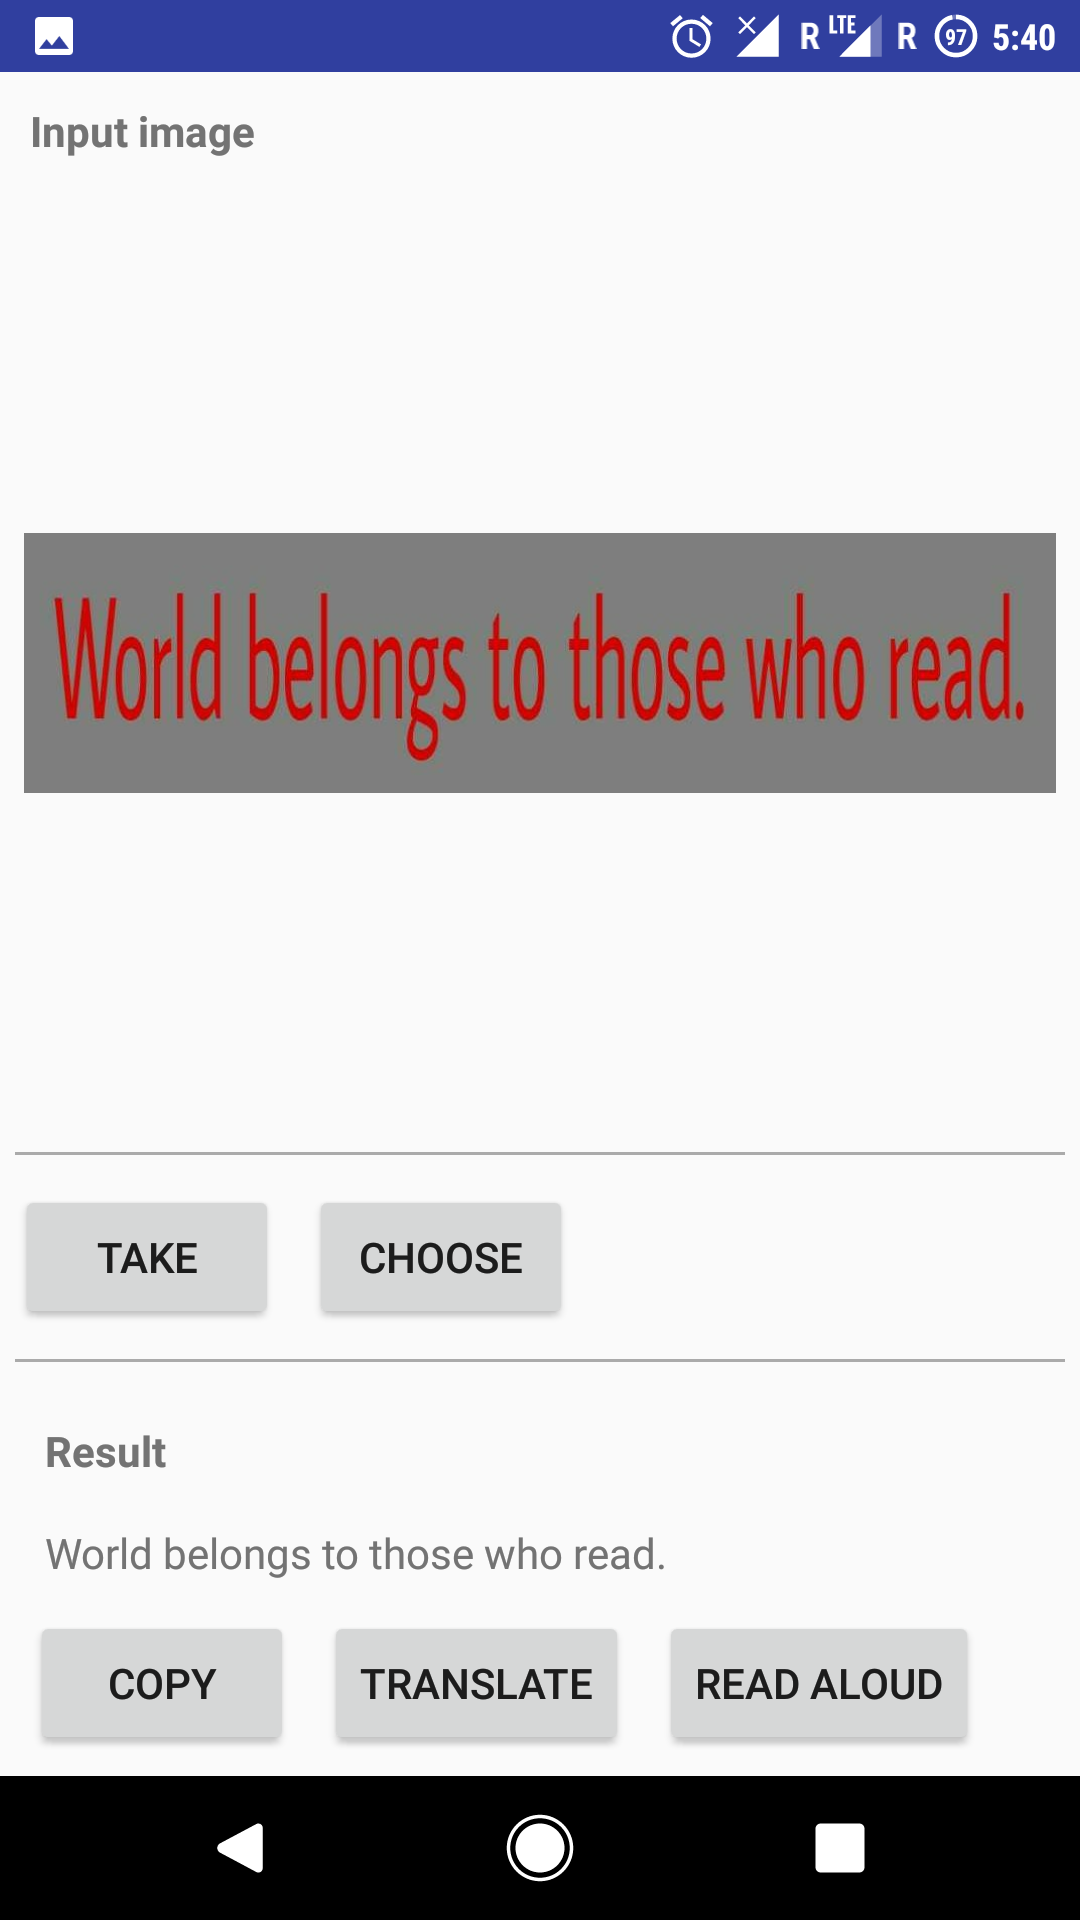 LTE R R 97 5:40
Input image
World belongs to those who read.
TAKE CHOOSE
Result
World belongs to those who read.
COPY TRANSLATE READ ALOUD